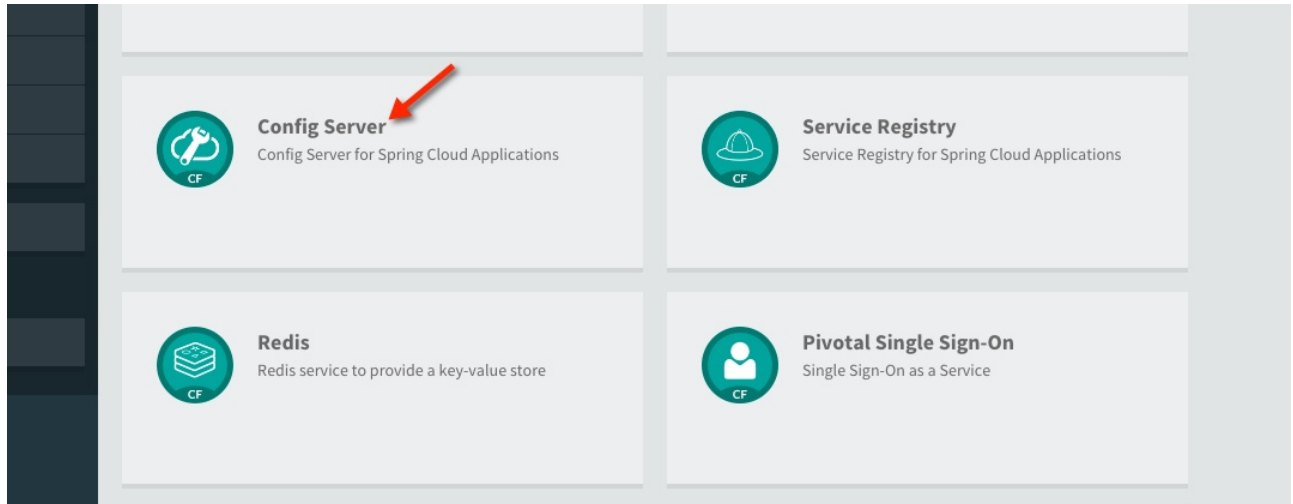 Config Server
Config Server for Spring Cloud Applications
CF
Service Registry
Service Registry for Spring Cloud Applications
CF
Redis
Redis service to provide a key-value store
CF
Pivotal Single Sign-On
Single Sign-On as a Service
CF